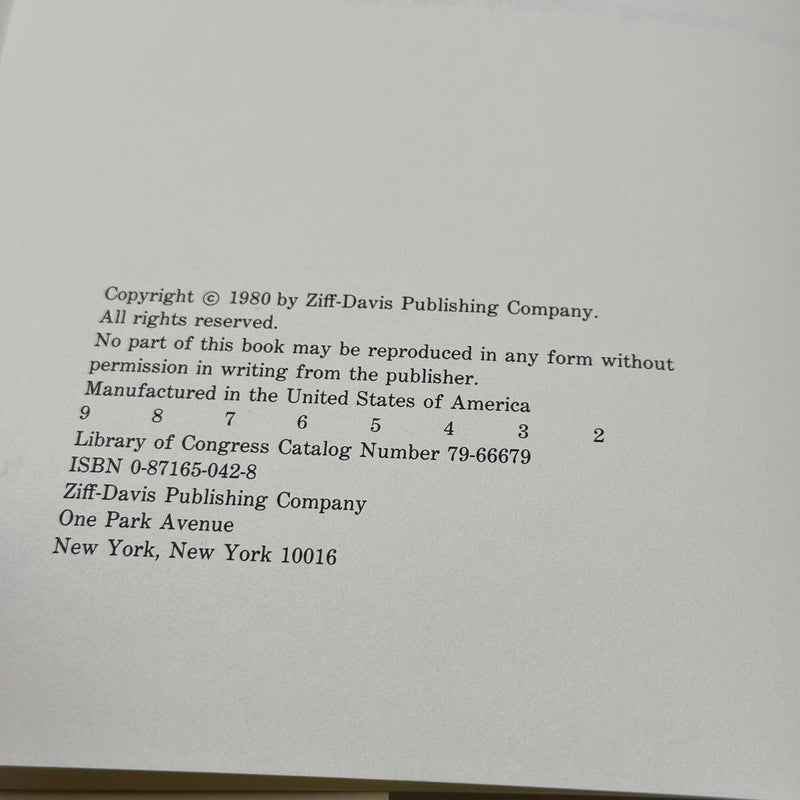 Copyright © 1980 by Ziff-Davis Publishing Company.
All rights reserved.
No part of this book may be reproduced in any form without
permission in writing from the publisher.
Manufactured in the United States of America
9 8 7 6 5 4 3 2
Library of Congress Catalog Number 79-66679
ISBN 0-87165-042-8
Ziff-Davis Publishing Company
One Park Avenue
New York, New York 10016